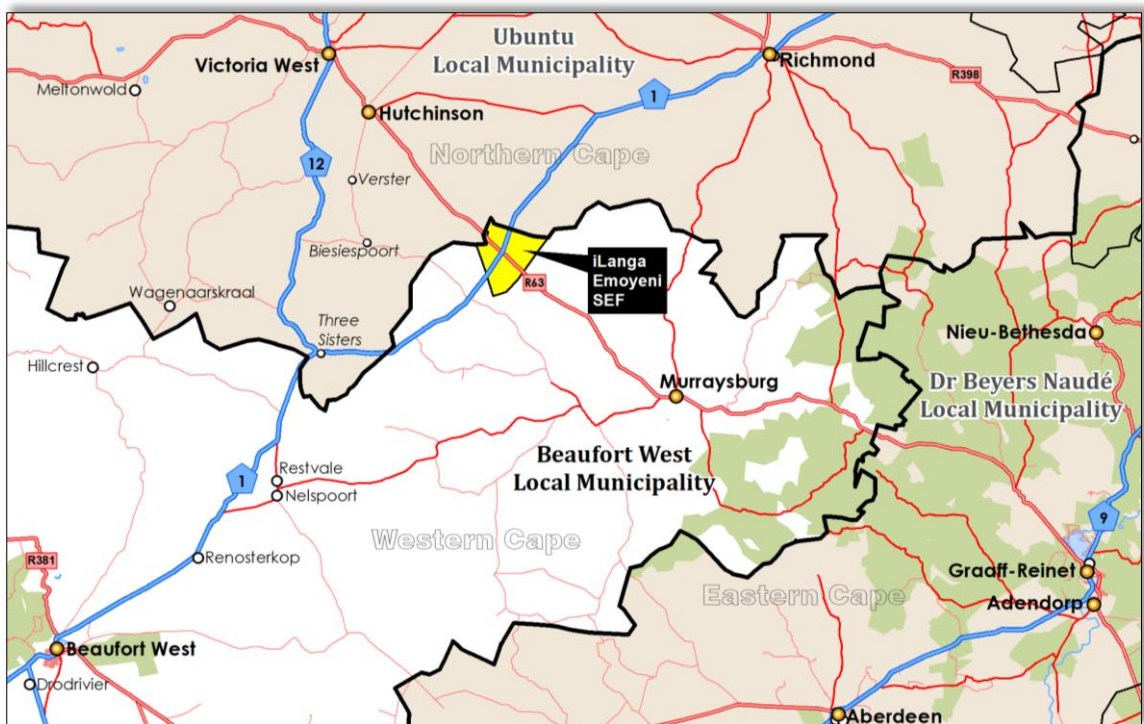 Ubuntu
Local Municipality
Victoria West
Richmond
Meltonwold
1
R398
Hutchinson
Northern Cape
12
Verster
Biesiespoort
iLanga
Emoyeni
SEF
R63
Wagenaarskraal
Three
Sisters
Nieu-Bethesda
Hillcrest
Murraysburg
Dr Beyers Naudé
Local Municipality
Beaufort West
Local Municipality
Restvale
1
Nelspoort
9
Western Cape
Renosterkop
R381
Graaff-Reinet
Eastern Cape
Adendorp
Beaufort West
Drodrivier
Aberdeen